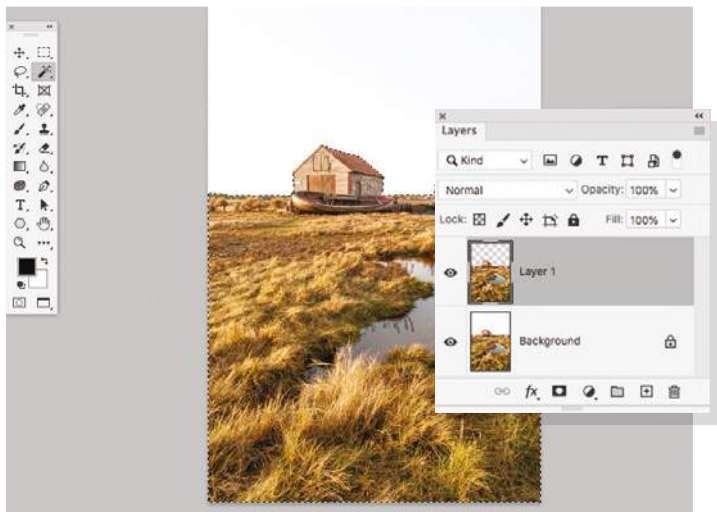 Layers
Kind
Normal
Opacity: 100%
Lock:
Fill: 100%
Layer 1
Background
fx